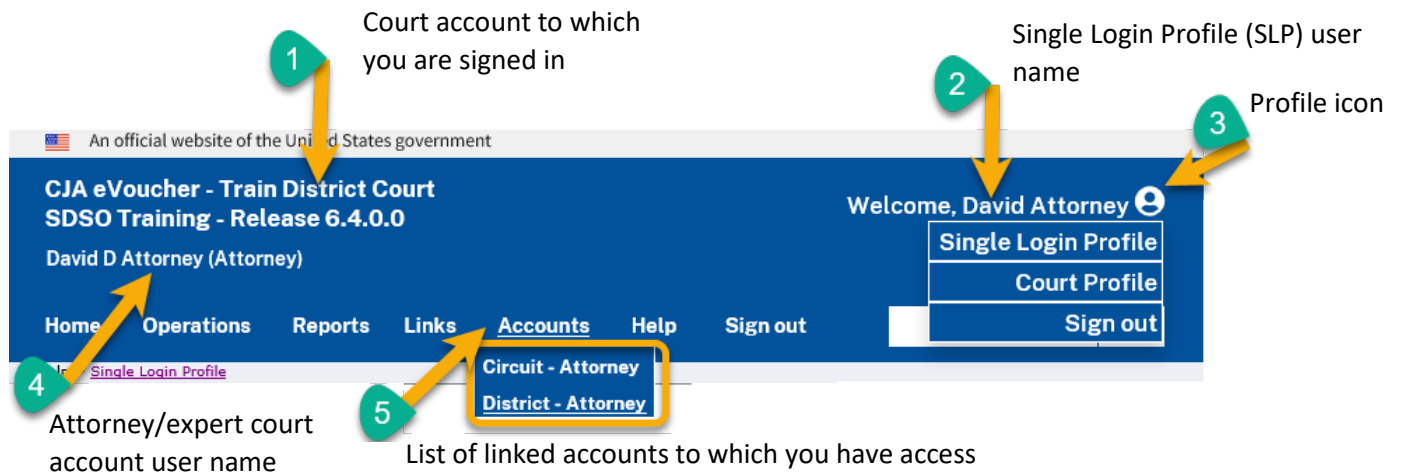 Court account to which
you are signed in
1
Single Login Profile (SLP) user
name
2
Profile icon
3
An official website of the United States government
CJA eVoucher - Train District Court
SDSO Training - Release 6.4.0.0
David D Attorney (Attorney)
Welcome, David Attorney
Single Login Profile
Court Profile
Sign out
Home Operations Reports Links Accounts Help Sign out
Circuit - Attorney
District - Attorney
Single Login Profile
4
5
Attorney/expert court
account user name
List of linked accounts to which you have access